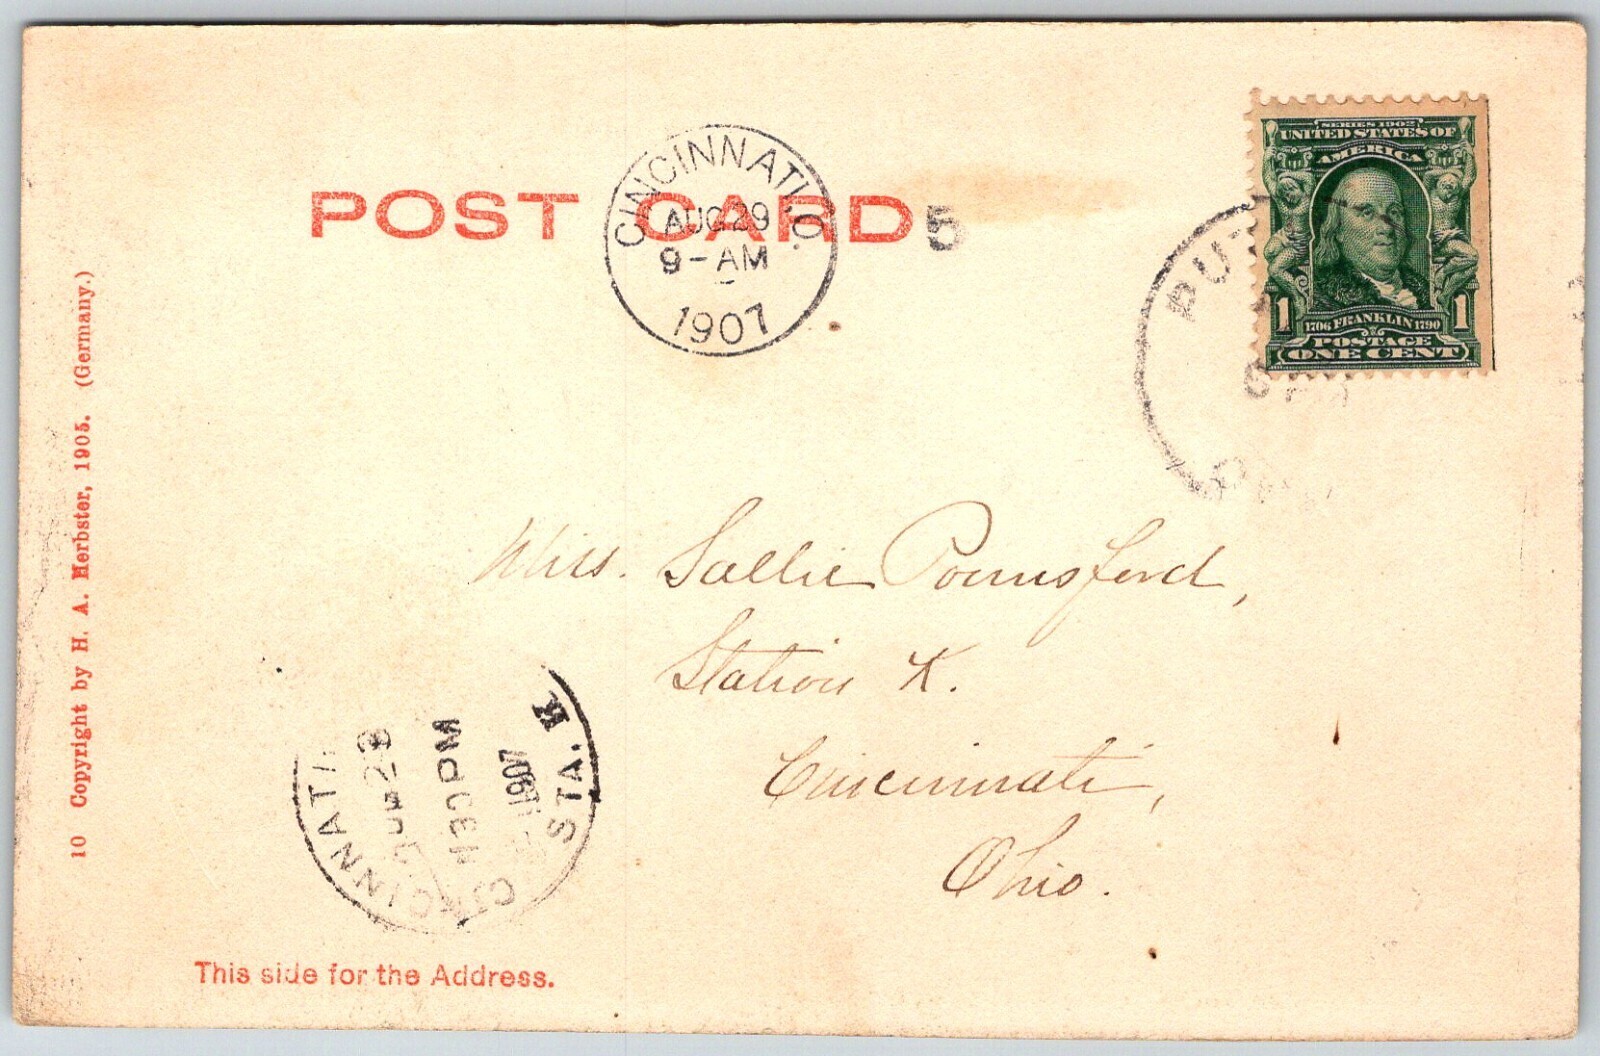 POST CARD
CINCINNATI, O.
AUG 29
9-AM
1907
5
SERIES 1902
UNITED STATES OF
AMERICA
1 1706 FRANKLIN 1790 1
POSTAGE
ONE CENT
PUT
10 Copyright by H. A. Herbster, 1905. (Germany.)
Miss. Sallie Pounsford,
Station K.
Cincinnati,
Ohio.
CINCINNATI
STA. K
1907
This side for the Address.